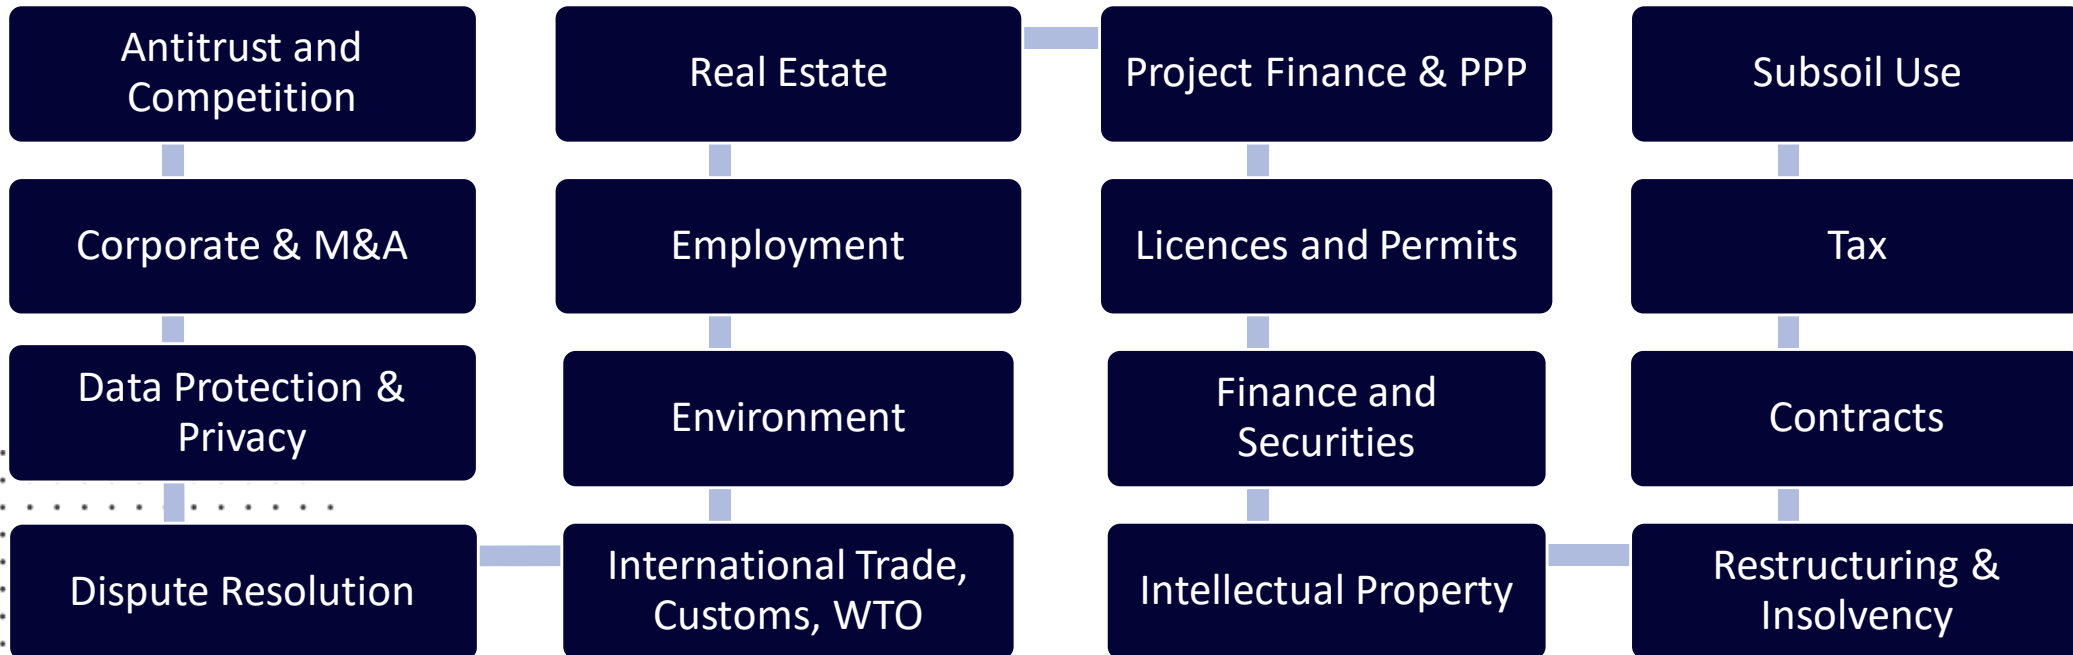 Antitrust and
Competition
Corporate & M&A
Data Protection &
Privacy
Dispute Resolution
International Trade,
Customs, WTO
Environment
Employment
Real Estate
Project Finance & PPP
Licences and Permits
Finance and
Securities
Intellectual Property
Restructuring &
Insolvency
Contracts
Tax
Subsoil Use